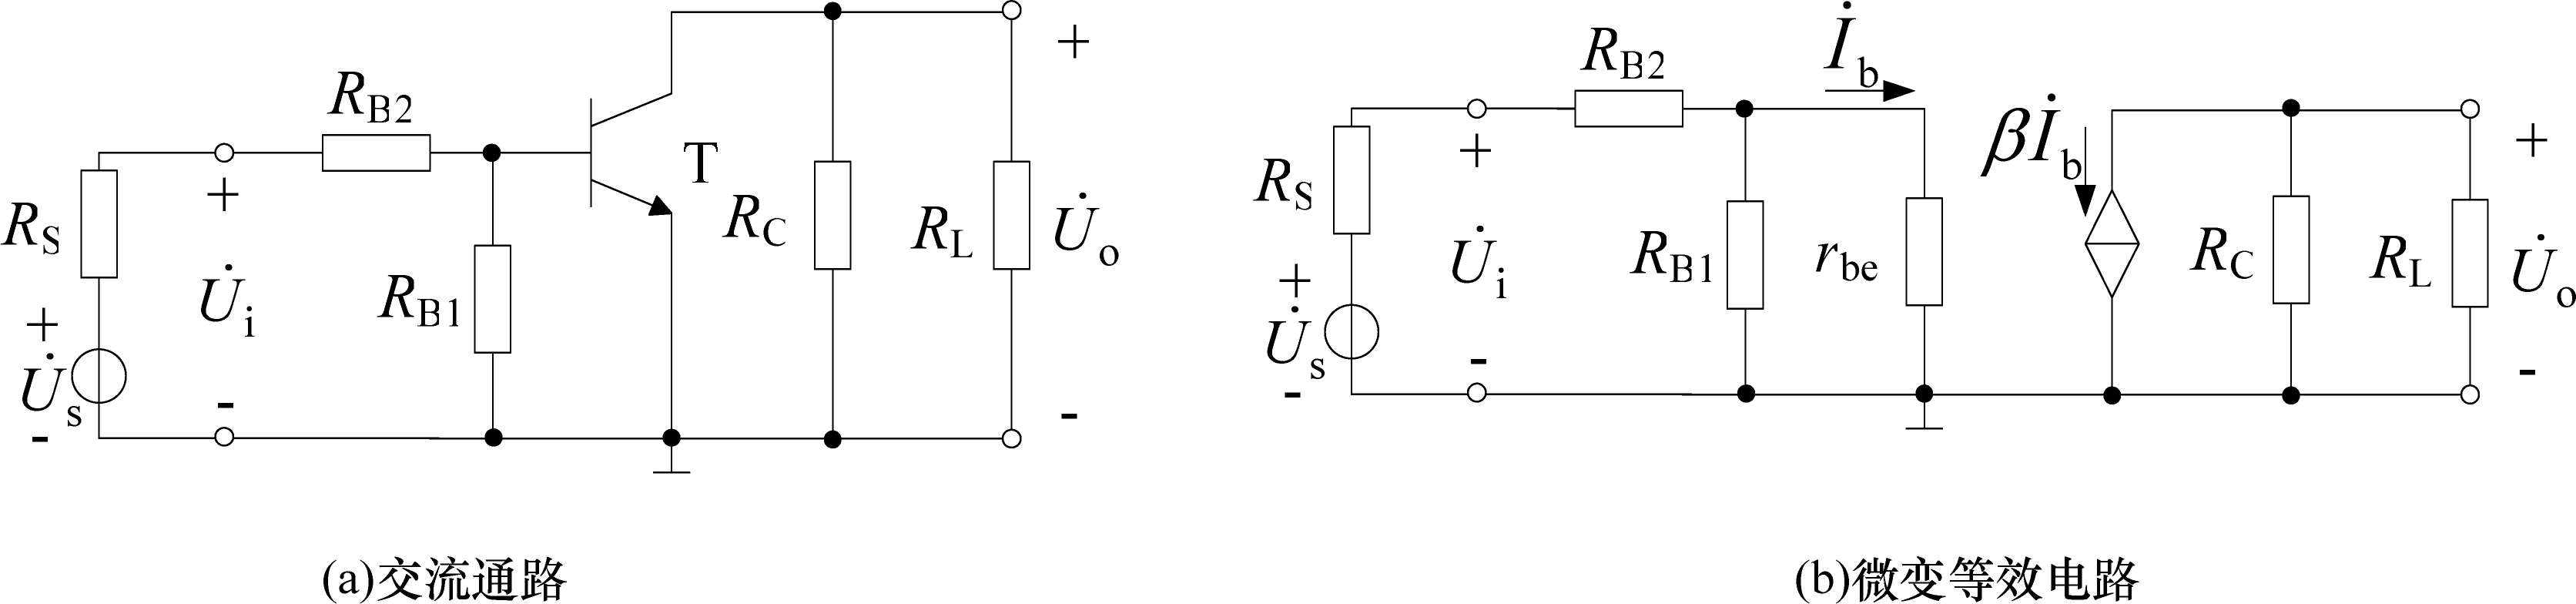 R_B2
T
R_S
R_C
R_L
+
U̇_o
-
+
U̇_i
-
R_B1
+
U̇_s
-
(a)交流通路
R_B2
İ_b
βİ_b
R_S
+
U̇_i
-
R_B1
r_be
R_C
R_L
+
U̇_o
-
+
U̇_s
-
(b)微变等效电路